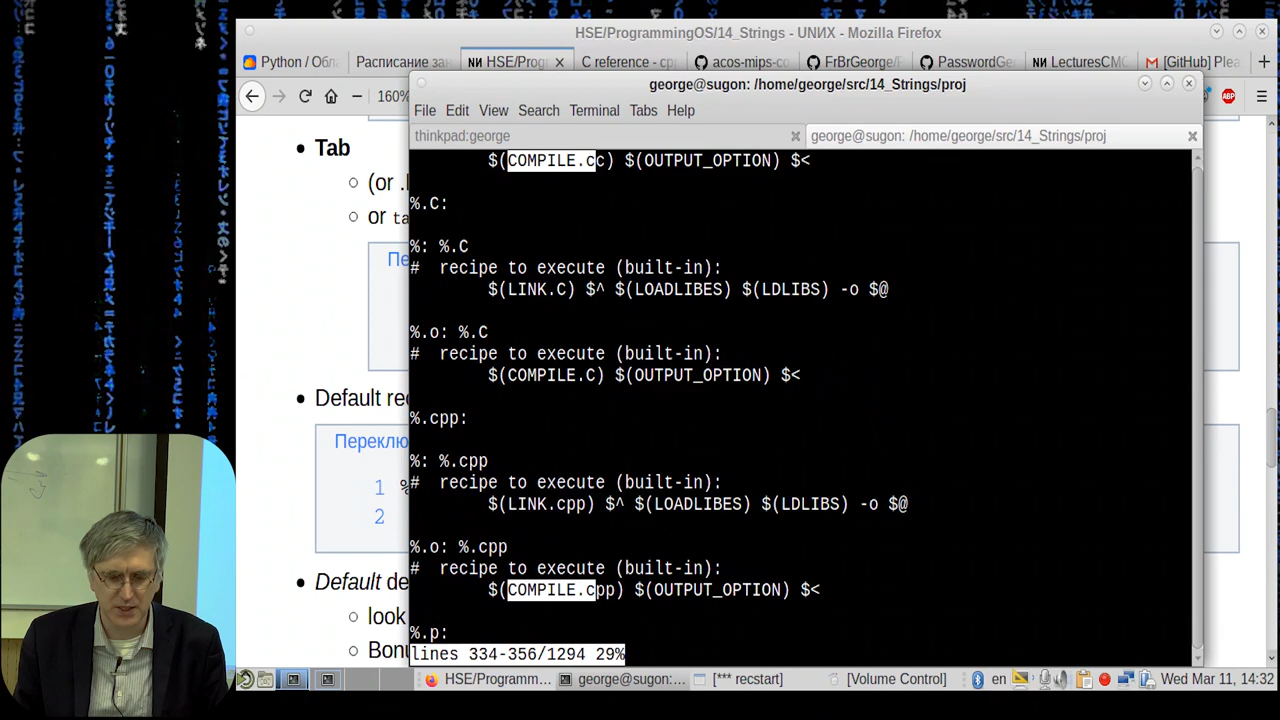 HSE/ProgrammingOS/14_Strings - UNИX - Mozilla Firefox
Python / Обла
Расписание за
HSE/Prog
C reference - cp
acos-mips-co
FrBrGeorge/F
PasswordGe
LecturesCMC
[GitHub] Plea
160%
ABP
george@sugon: /home/george/src/14_Strings/proj
File Edit View Search Terminal Tabs Help
thinkpad:george
george@sugon: /home/george/src/14_Strings/proj
$(COMPILE.cc) $(OUTPUT_OPTION) $<
%.C:
%: %.C
#  recipe to execute (built-in):
$(LINK.C) $^ $(LOADLIBES) $(LDLIBS) -o $@
%.o: %.C
#  recipe to execute (built-in):
$(COMPILE.C) $(OUTPUT_OPTION) $<
%.cpp:
%: %.cpp
#  recipe to execute (built-in):
$(LINK.cpp) $^ $(LOADLIBES) $(LDLIBS) -o $@
%.o: %.cpp
#  recipe to execute (built-in):
$(COMPILE.cpp) $(OUTPUT_OPTION) $<
%.p:
lines 334-356/1294 29%
Tab
(or .
or ta
Пе
Default rec
Переклю
1 %
2
Default de
look
Bonu
HSE/Programm...
george@sugon:...
[*** recstart]
[Volume Control]
en
Wed Mar 11, 14:32